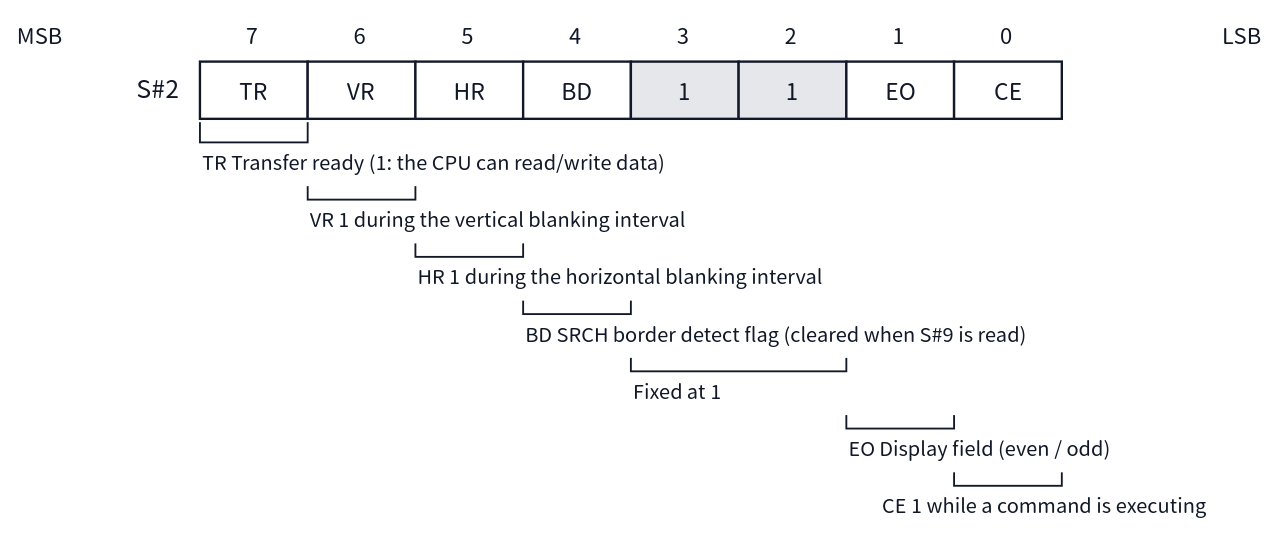 MSB 7 6 5 4 3 2 1 0 LSB
S#2 TR VR HR BD 1 1 EO CE
TR Transfer ready (1: the CPU can read/write data)
VR 1 during the vertical blanking interval
HR 1 during the horizontal blanking interval
BD SRCH border detect flag (cleared when S#9 is read)
Fixed at 1
EO Display field (even / odd)
CE 1 while a command is executing